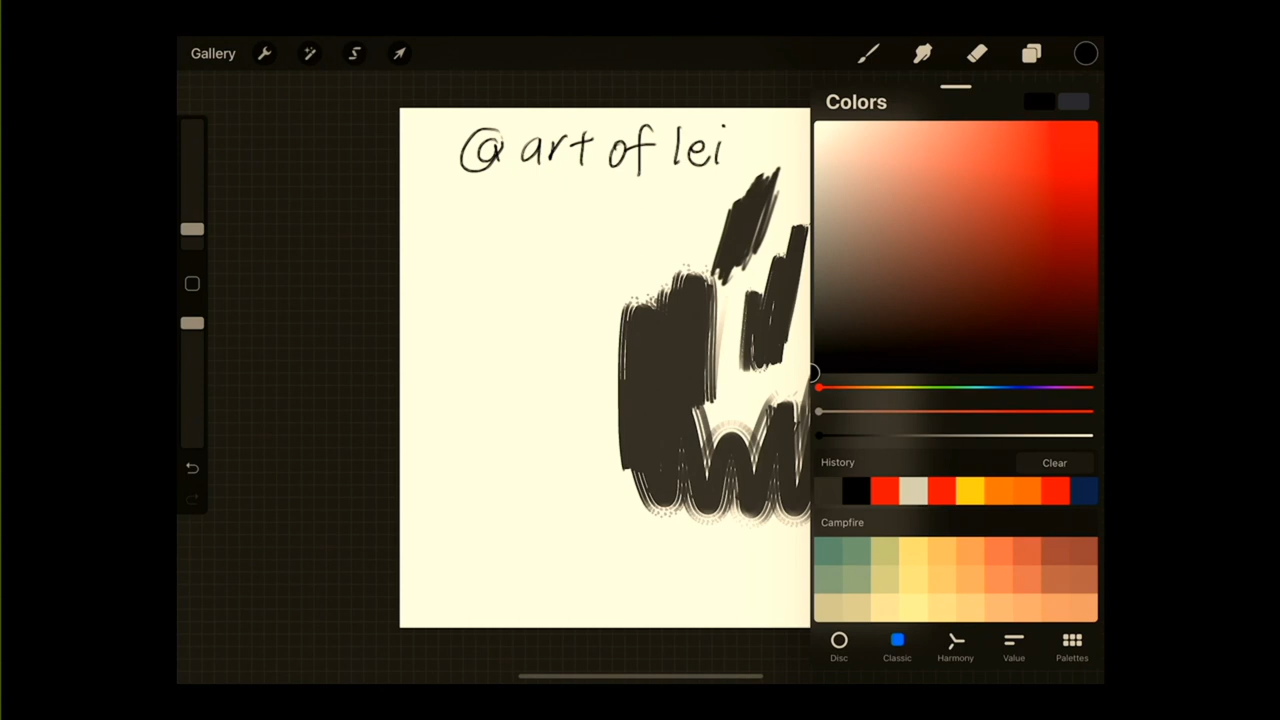 Gallery
Colors
@ art of lei
History
Clear
Campfire
Disc
Classic
Harmony
Value
Palettes